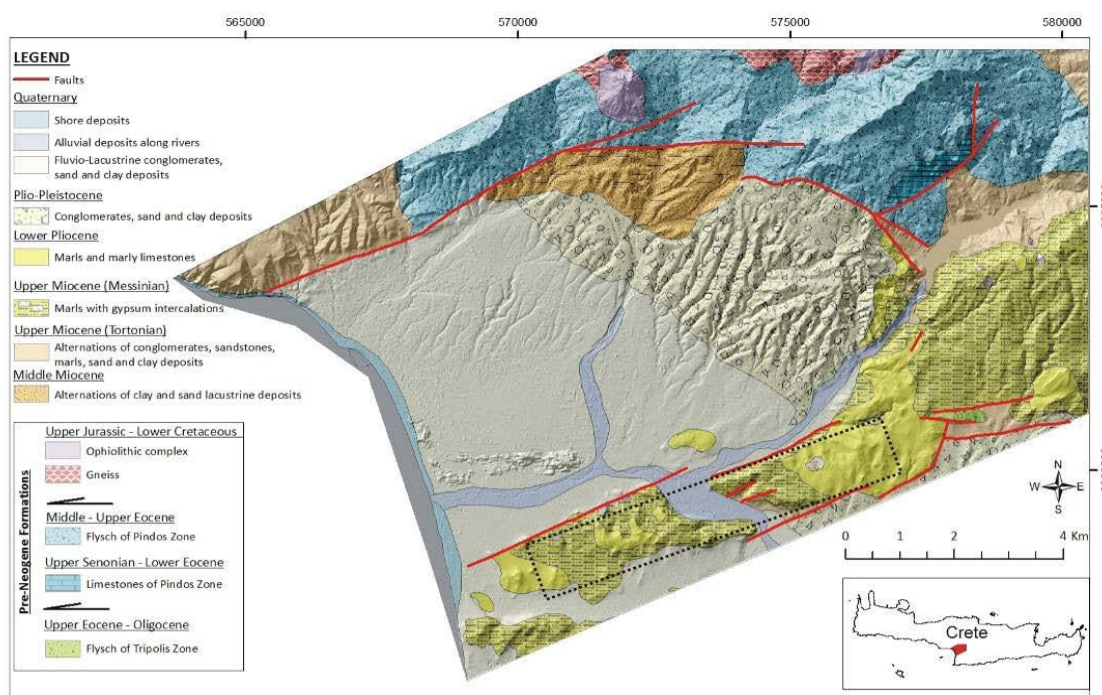 565000 570000 575000 580000
LEGEND
Faults
Quaternary
Shore deposits
Alluvial deposits along rivers
Fluvio-Lacustrine conglomerates,
sand and clay deposits
Plio-Pleistocene
Conglomerates, sand and clay deposits
Lower Pliocene
Marls and marly limestones
Upper Miocene (Messinian)
Marls with gypsum intercalations
Upper Miocene (Tortonian)
Alternations of conglomerates, sandstones,
marls, sand and clay deposits
Middle Miocene
Alternations of clay and sand lacustrine deposits
Pre-Neogene Formations
Upper Jurassic - Lower Cretaceous
Ophiolithic complex
Gneiss
Middle - Upper Eocene
Flysch of Pindos Zone
Upper Senonian - Lower Eocene
Limestones of Pindos Zone
Upper Eocene - Oligocene
Flysch of Tripolis Zone
N
W E
S
0 1 2 4 Km
Crete